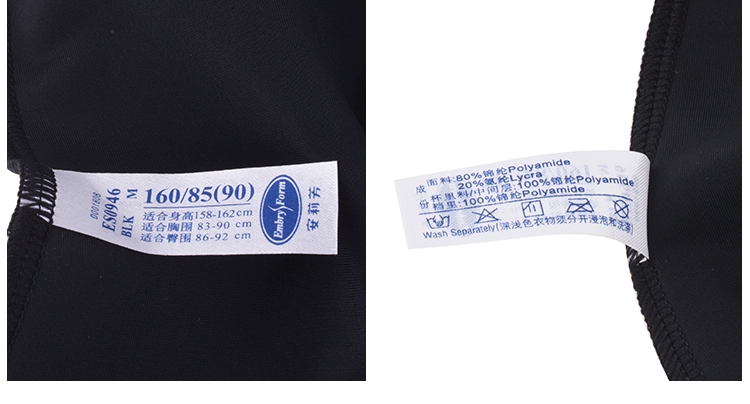 0001808
ES0946
BLK M
160/85(90)
适合身高158-162cm
适合胸围 83-90 cm
适合臀围 86-92 cm
Embry Form
安莉芳
成面料:80%锦纶Polyamide
20%氨纶Lycra
份杯里料/中间层:100%锦纶Polyamide
档里:100%锦纶Polyamide
Wash Separately(深浅色衣物须分开浸泡和洗涤)